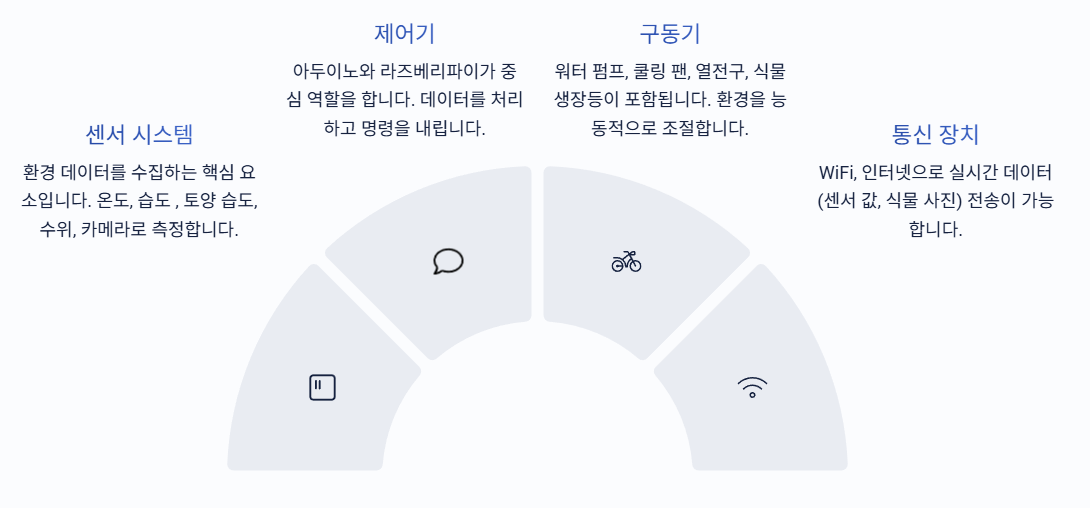 센서 시스템
환경 데이터를 수집하는 핵심 요
소입니다. 온도, 습도 , 토양 습도,
수위, 카메라로 측정합니다.
제어기
아두이노와 라즈베리파이가 중
심 역할을 합니다. 데이터를 처리
하고 명령을 내립니다.
구동기
워터 펌프, 쿨링 팬, 열전구, 식물
생장등이 포함됩니다. 환경을 능
동적으로 조절합니다.
통신 장치
WiFi, 인터넷으로 실시간 데이터
(센서 값, 식물 사진) 전송이 가능
합니다.